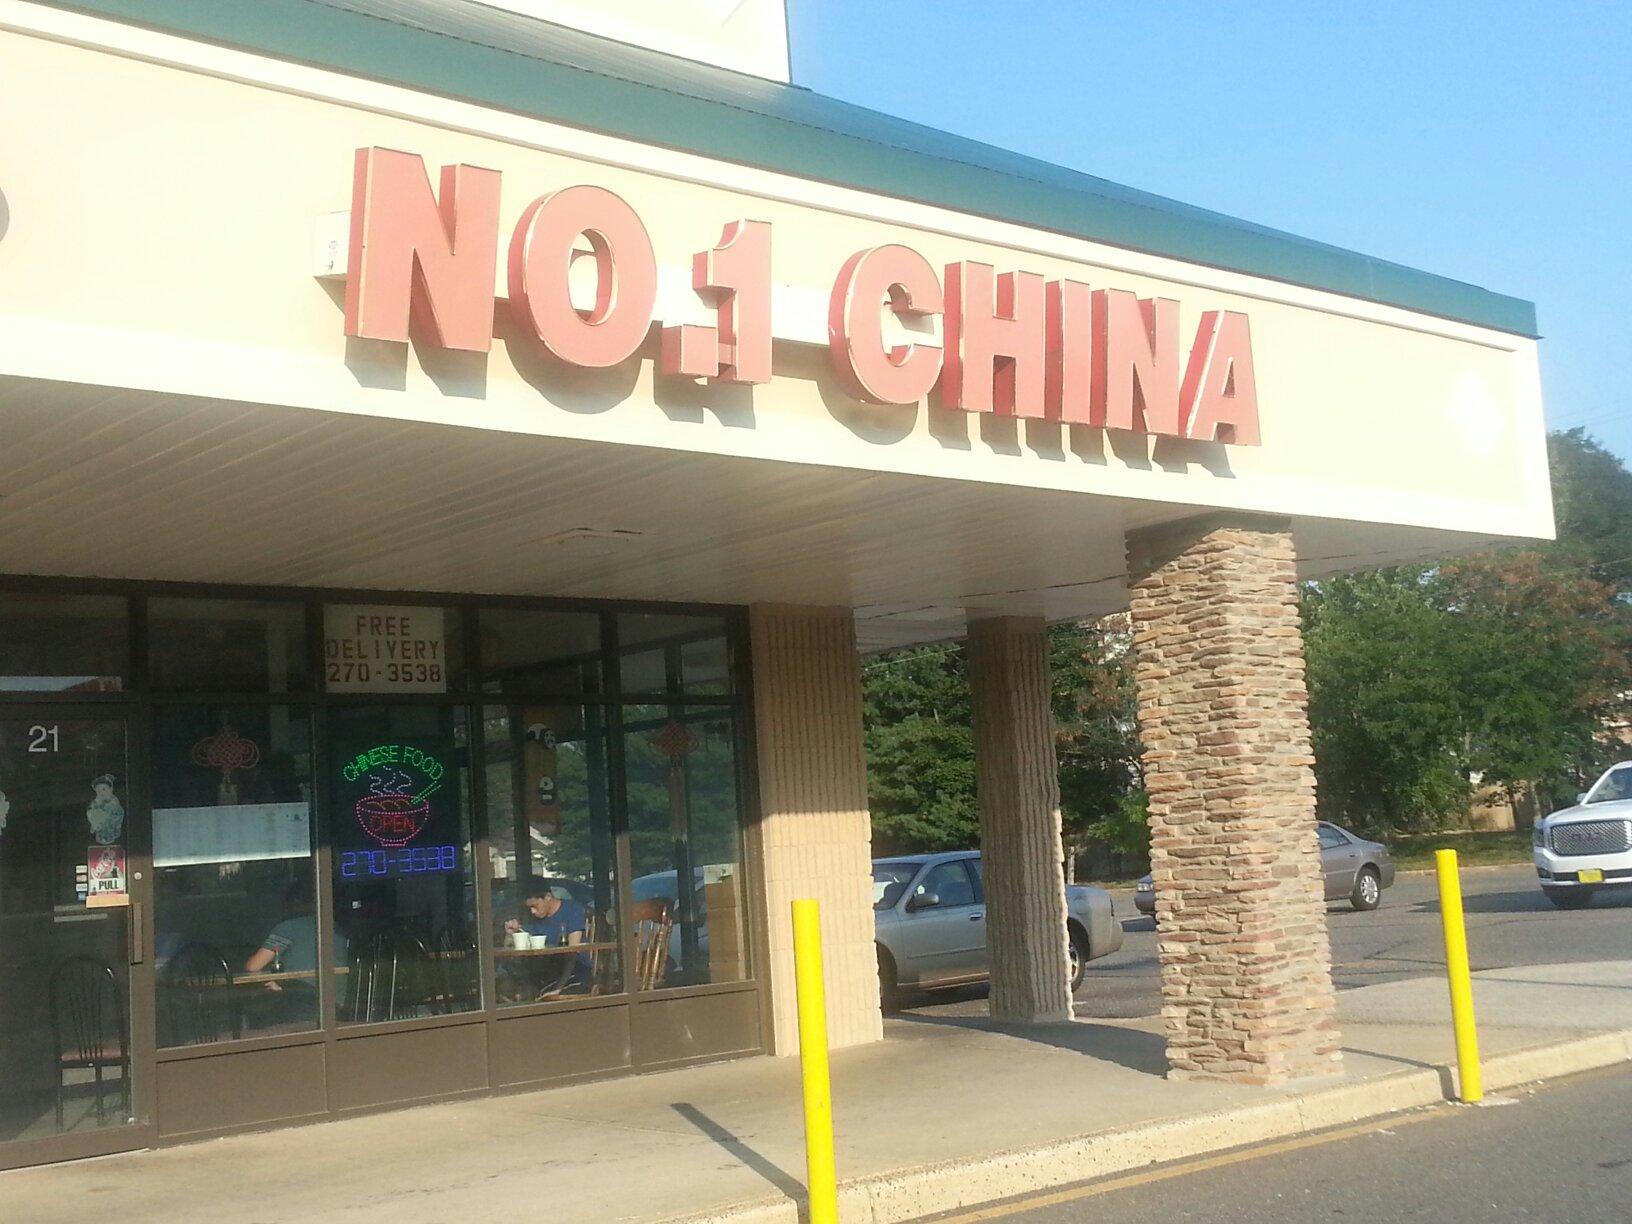 NO.1 CHINA
FREE
DELIVERY
270-3538
21
CHINESE FOOD
OPEN
270-3538
PULL